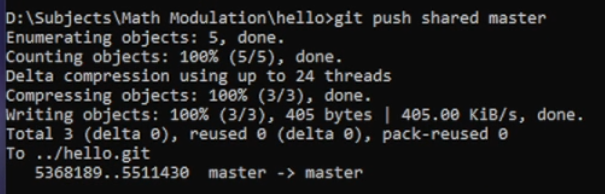 D:\Subjects\Math Modulation\hello>git push shared master
Enumerating objects: 5, done.
Counting objects: 100% (5/5), done.
Delta compression using up to 24 threads
Compressing objects: 100% (3/3), done.
Writing objects: 100% (3/3), 405 bytes | 405.00 KiB/s, done.
Total 3 (delta 0), reused 0 (delta 0), pack-reused 0
To ../hello.git
   5368189..5511430  master -> master